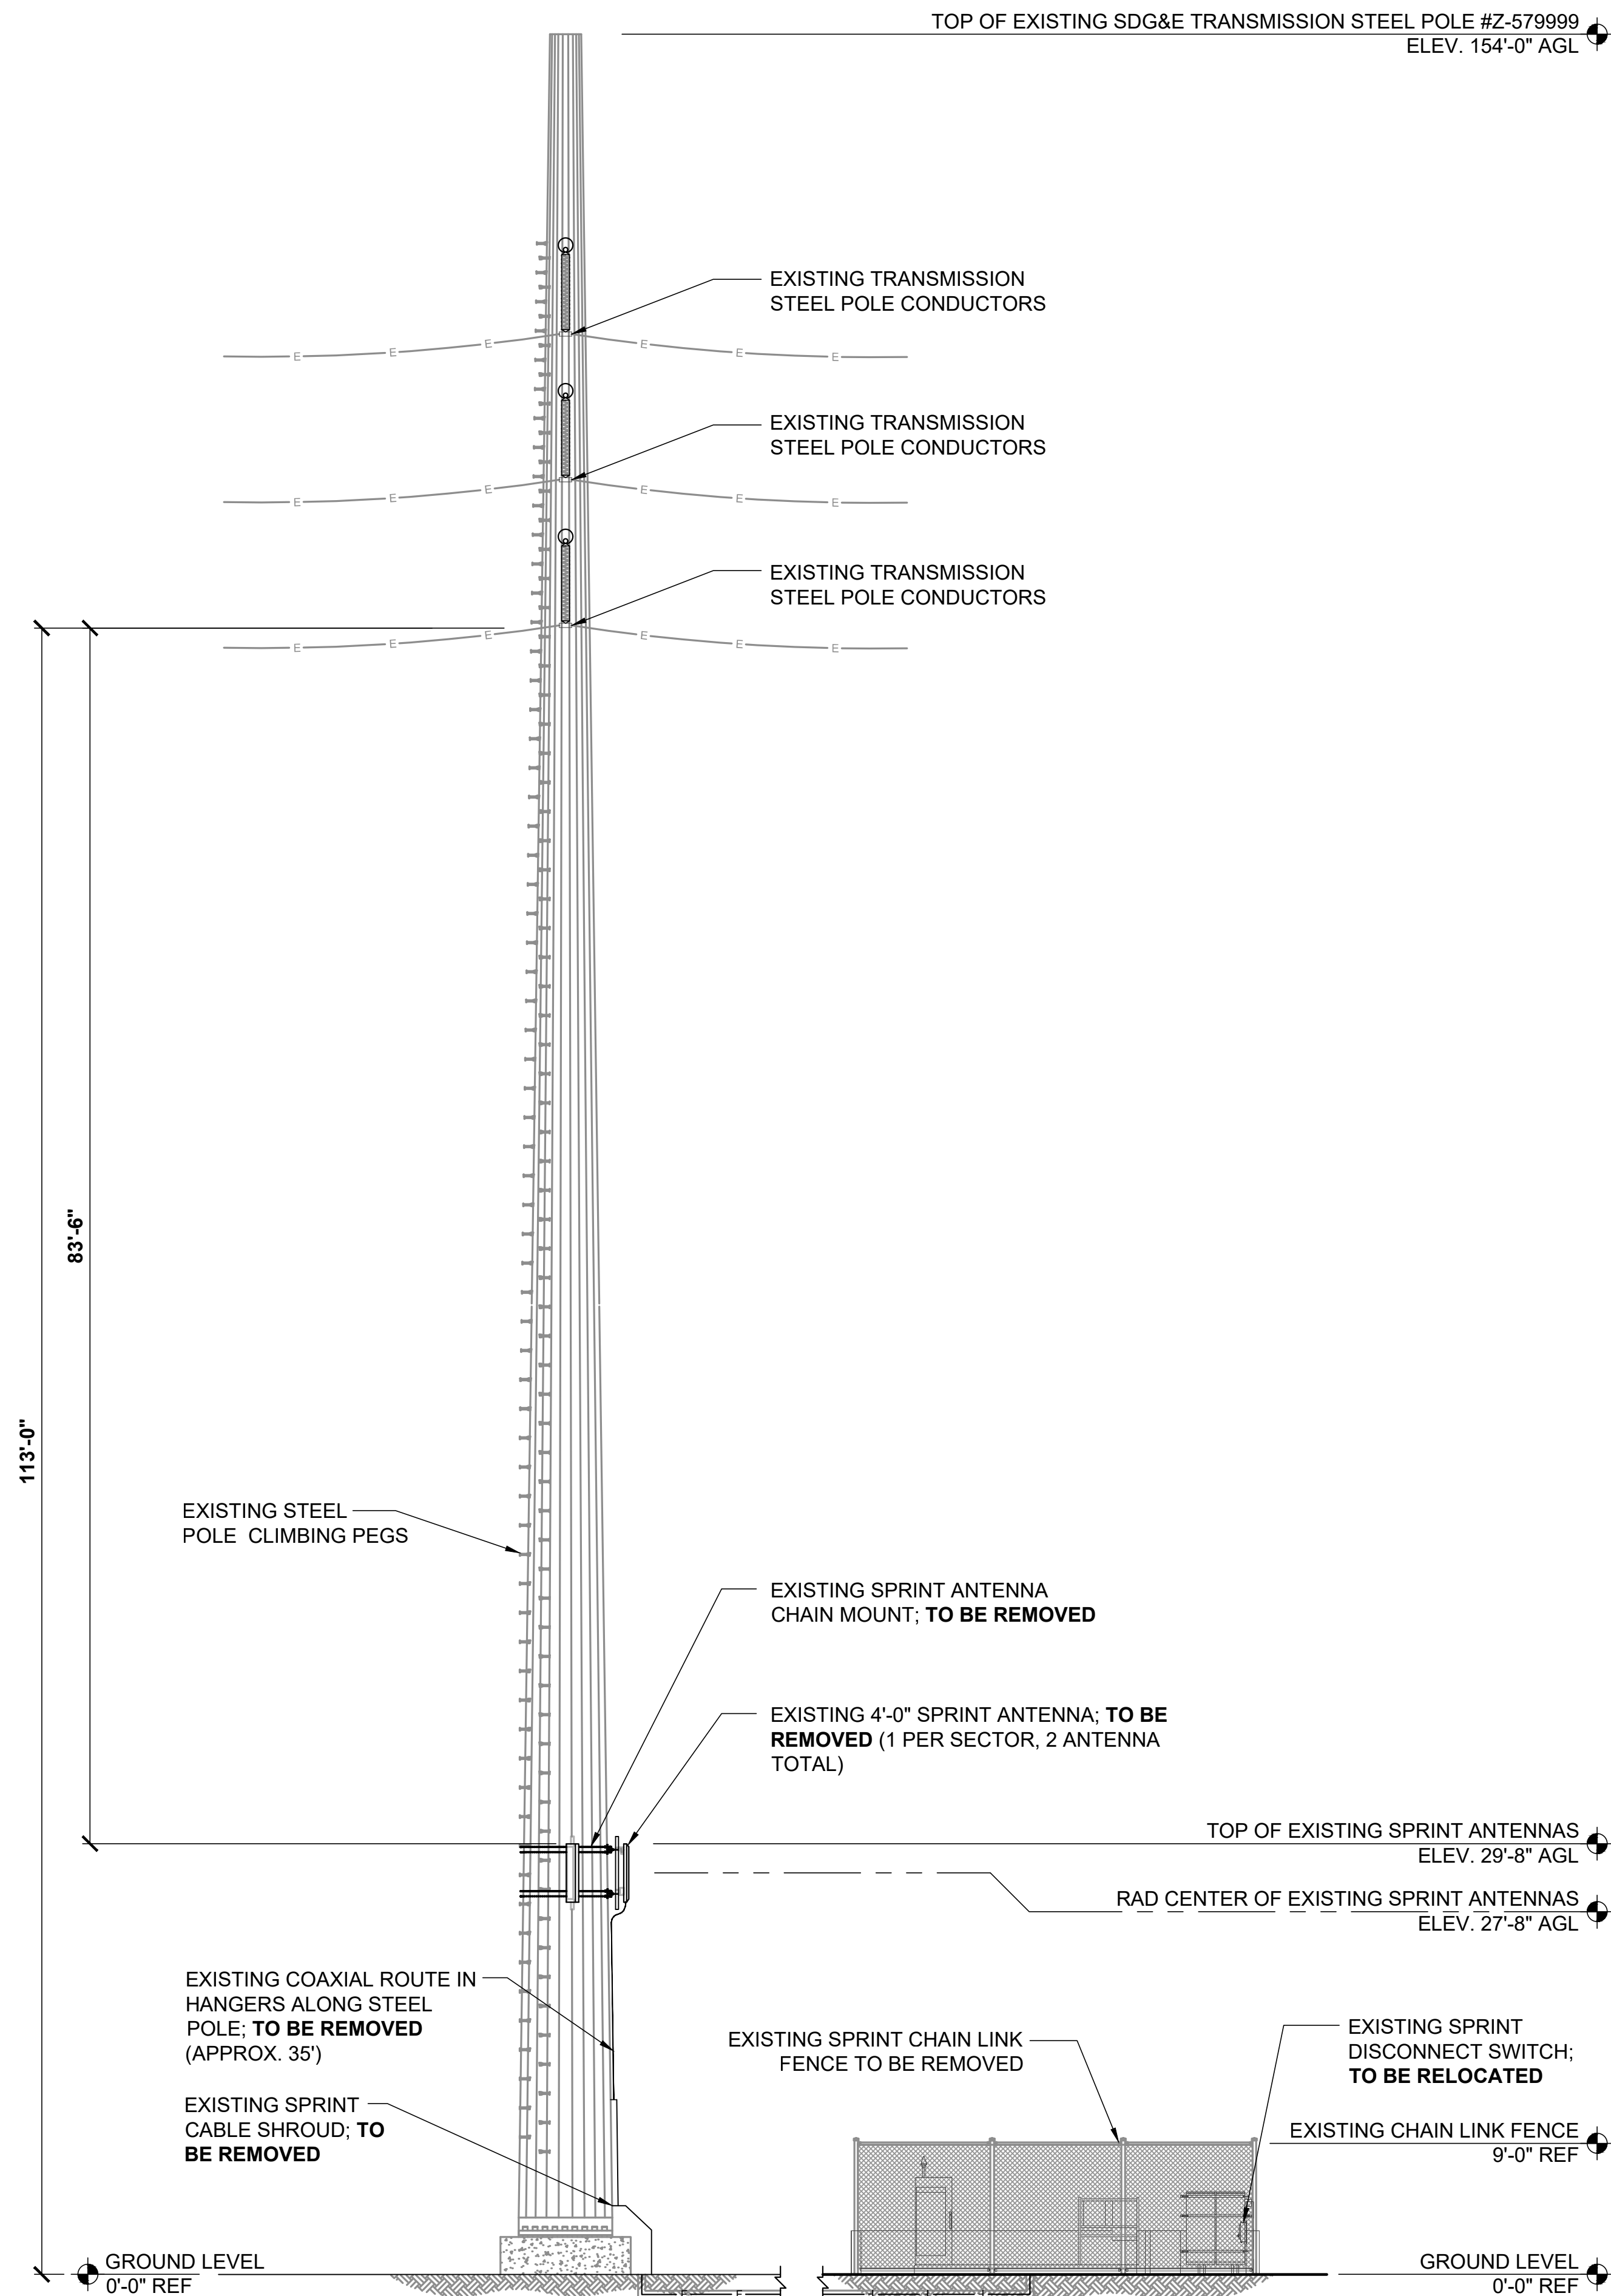 TOP OF EXISTING SDG&E TRANSMISSION STEEL POLE #Z-579999
ELEV. 154'-0" AGL
EXISTING TRANSMISSION
STEEL POLE CONDUCTORS
E E E E E E
EXISTING TRANSMISSION
STEEL POLE CONDUCTORS
E E E E E E
EXISTING TRANSMISSION
STEEL POLE CONDUCTORS
E E E E E E
83'-6"
113'-0"
EXISTING STEEL
POLE CLIMBING PEGS
EXISTING SPRINT ANTENNA
CHAIN MOUNT; TO BE REMOVED
EXISTING 4'-0" SPRINT ANTENNA; TO BE
REMOVED (1 PER SECTOR, 2 ANTENNA
TOTAL)
TOP OF EXISTING SPRINT ANTENNAS
ELEV. 29'-8" AGL
RAD CENTER OF EXISTING SPRINT ANTENNAS
ELEV. 27'-8" AGL
EXISTING COAXIAL ROUTE IN
HANGERS ALONG STEEL
POLE; TO BE REMOVED
(APPROX. 35')
EXISTING SPRINT CHAIN LINK
FENCE TO BE REMOVED
EXISTING SPRINT
DISCONNECT SWITCH;
TO BE RELOCATED
EXISTING SPRINT
CABLE SHROUD; TO
BE REMOVED
EXISTING CHAIN LINK FENCE
9'-0" REF
GROUND LEVEL
0'-0" REF
GROUND LEVEL
0'-0" REF